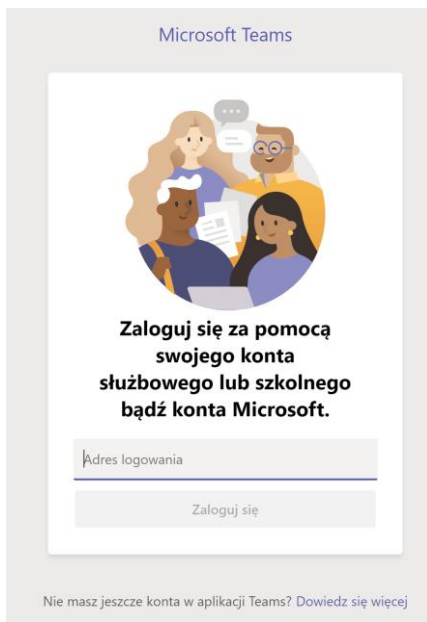 Microsoft Teams
Zaloguj się za pomocą
swojego konta
służbowego lub szkolnego
bądź konta Microsoft.
Adres logowania
Zaloguj się
Nie masz jeszcze konta w aplikacji Teams? Dowiedz się więcej